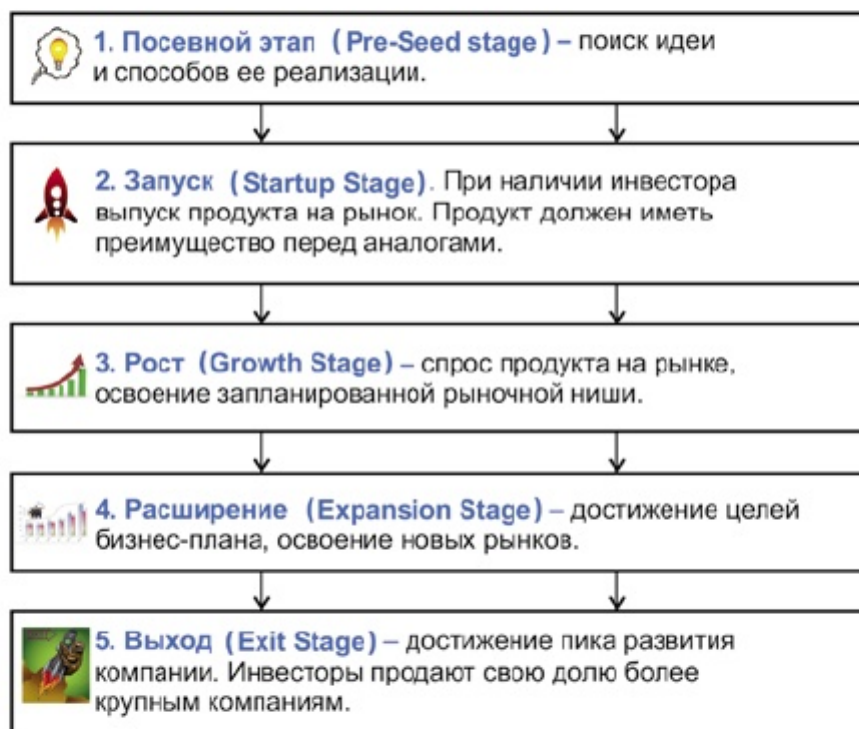 1. Посевной этап (Pre-Seed stage) – поиск идеи
и способов ее реализации.
2. Запуск (Startup Stage). При наличии инвестора
выпуск продукта на рынок. Продукт должен иметь
преимущество перед аналогами.
3. Рост (Growth Stage) – спрос продукта на рынке,
освоение запланированной рыночной ниши.
4. Расширение (Expansion Stage) – достижение целей
бизнес-плана, освоение новых рынков.
5. Выход (Exit Stage) – достижение пика развития
компании. Инвесторы продают свою долю более
крупным компаниям.